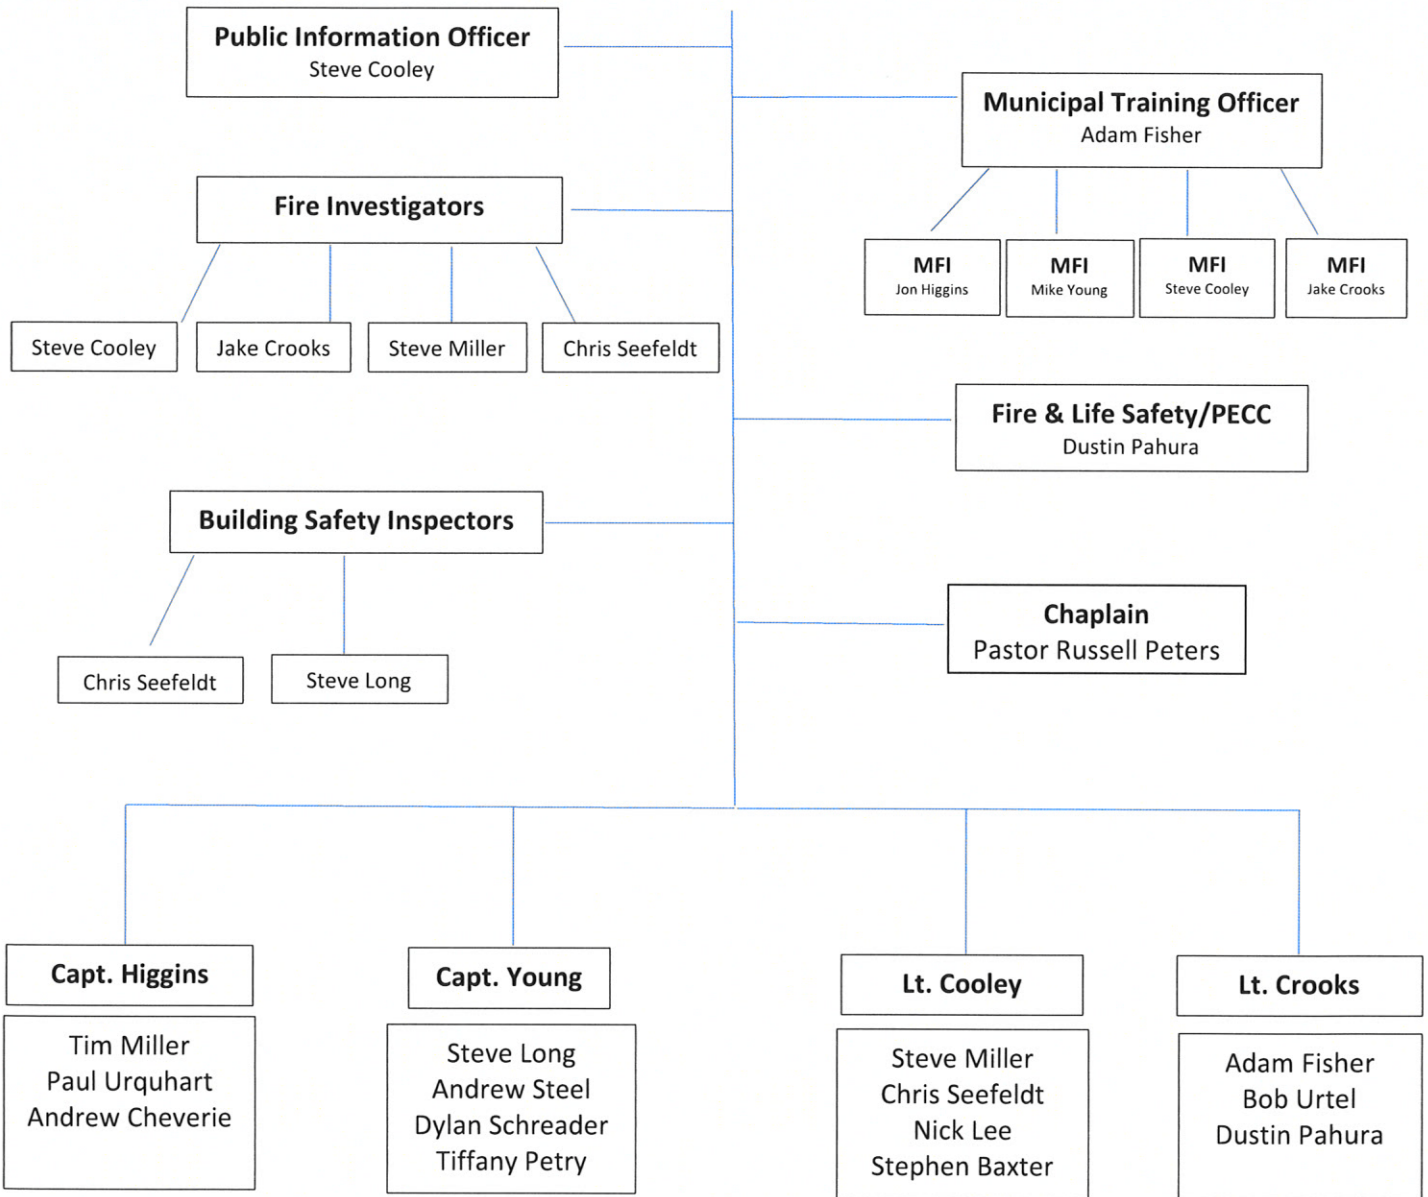 Public Information Officer
Steve Cooley
Municipal Training Officer
Adam Fisher
Fire Investigators
MFI
Jon Higgins
MFI
Mike Young
MFI
Steve Cooley
MFI
Jake Crooks
Steve Cooley
Jake Crooks
Steve Miller
Chris Seefeldt
Fire & Life Safety/PECC
Dustin Pahura
Building Safety Inspectors
Chaplain
Pastor Russell Peters
Chris Seefeldt
Steve Long
Capt. Higgins
Tim Miller
Paul Urquhart
Andrew Cheverie
Capt. Young
Steve Long
Andrew Steel
Dylan Schreader
Tiffany Petry
Lt. Cooley
Steve Miller
Chris Seefeldt
Nick Lee
Stephen Baxter
Lt. Crooks
Adam Fisher
Bob Urtel
Dustin Pahura